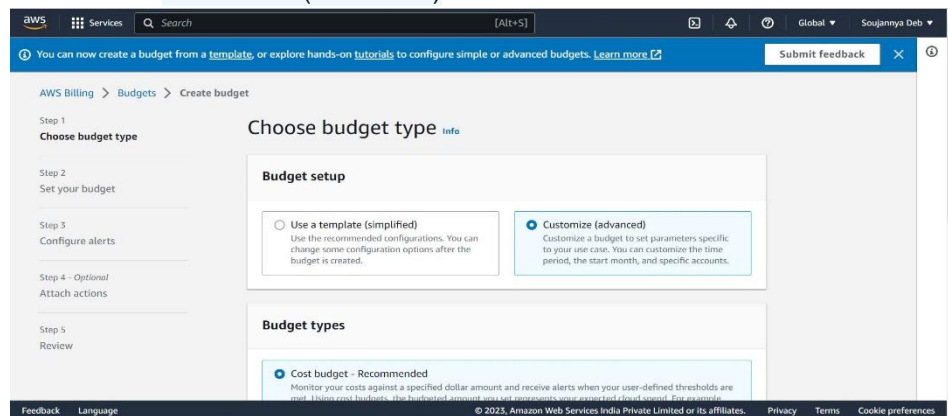 aws Services Search [Alt+S] Global Soujannya Deb
You can now create a budget from a template, or explore hands-on tutorials to configure simple or advanced budgets. Learn more Submit feedback
AWS Billing > Budgets > Create budget
Step 1
Choose budget type
Step 2
Set your budget
Step 3
Configure alerts
Step 4 - Optional
Attach actions
Step 5
Review
Choose budget type Info
Budget setup
Use a template (simplified)
Use the recommended configurations. You can
change some configuration options after the
budget is created.
Customize (advanced)
Customize a budget to set parameters specific
to your use case. You can customize the time
period, the start month, and specific accounts.
Budget types
Cost budget - Recommended
Monitor your costs against a specified dollar amount and receive alerts when your user-defined thresholds are
met. Using cost budgets, the budgeted amount you set represents your expected cloud spend. For example
Feedback Language © 2023, Amazon Web Services India Private Limited or its affiliates. Privacy Terms Cookie preferences